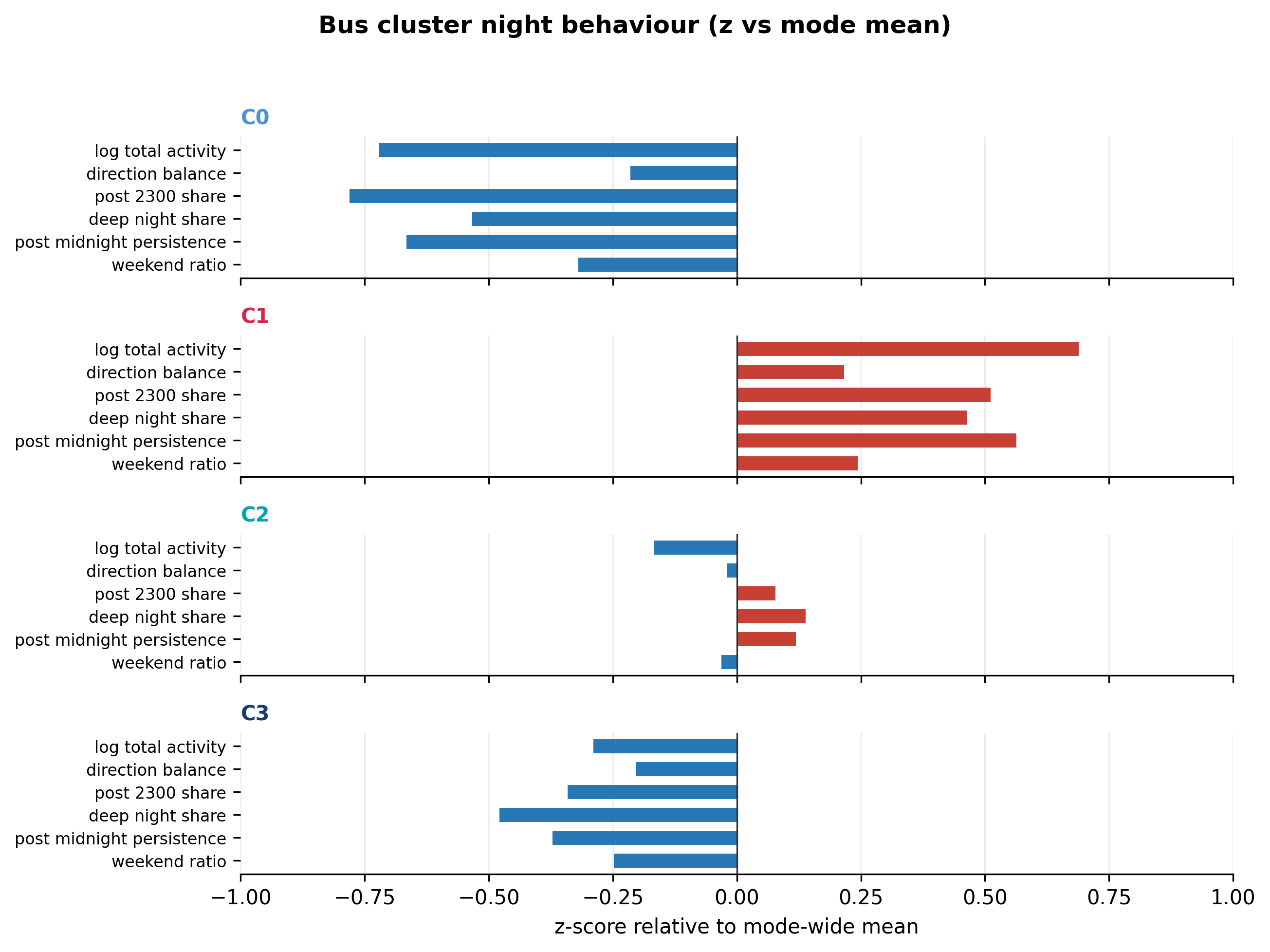 Bus cluster night behaviour (z vs mode mean)
C0
log total activity
direction balance
post 2300 share
deep night share
post midnight persistence
weekend ratio
C1
log total activity
direction balance
post 2300 share
deep night share
post midnight persistence
weekend ratio
C2
log total activity
direction balance
post 2300 share
deep night share
post midnight persistence
weekend ratio
C3
log total activity
direction balance
post 2300 share
deep night share
post midnight persistence
weekend ratio
−1.00 −0.75 −0.50 −0.25 0.00 0.25 0.50 0.75 1.00
z-score relative to mode-wide mean